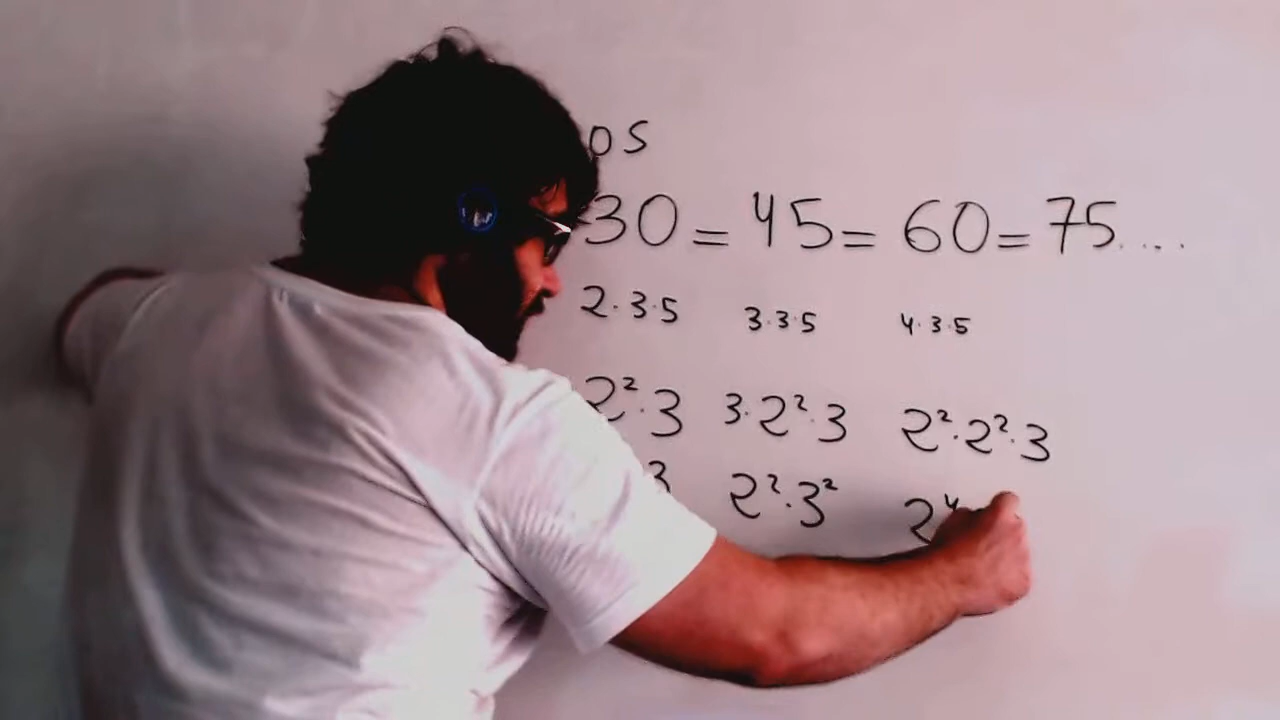 OS
30 = 45 = 60 = 75....
2·3·5 3·3·5 4·3·5
2²·3 3·2²·3 2²·2²·3
3 2²·3² 2⁴